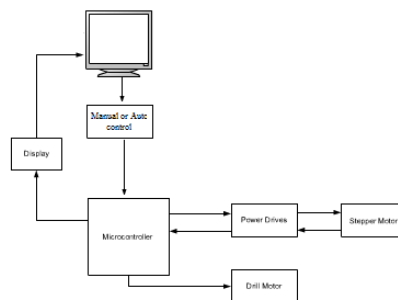 Manual or Auto
control
Display
Microcontroller
Power Drives
Stepper Motor
Drill Motor